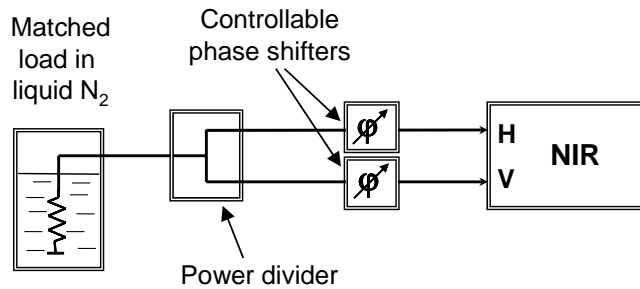 Matched
load in
liquid N₂
Controllable
phase shifters
φ
φ
H
V
NIR
Power divider